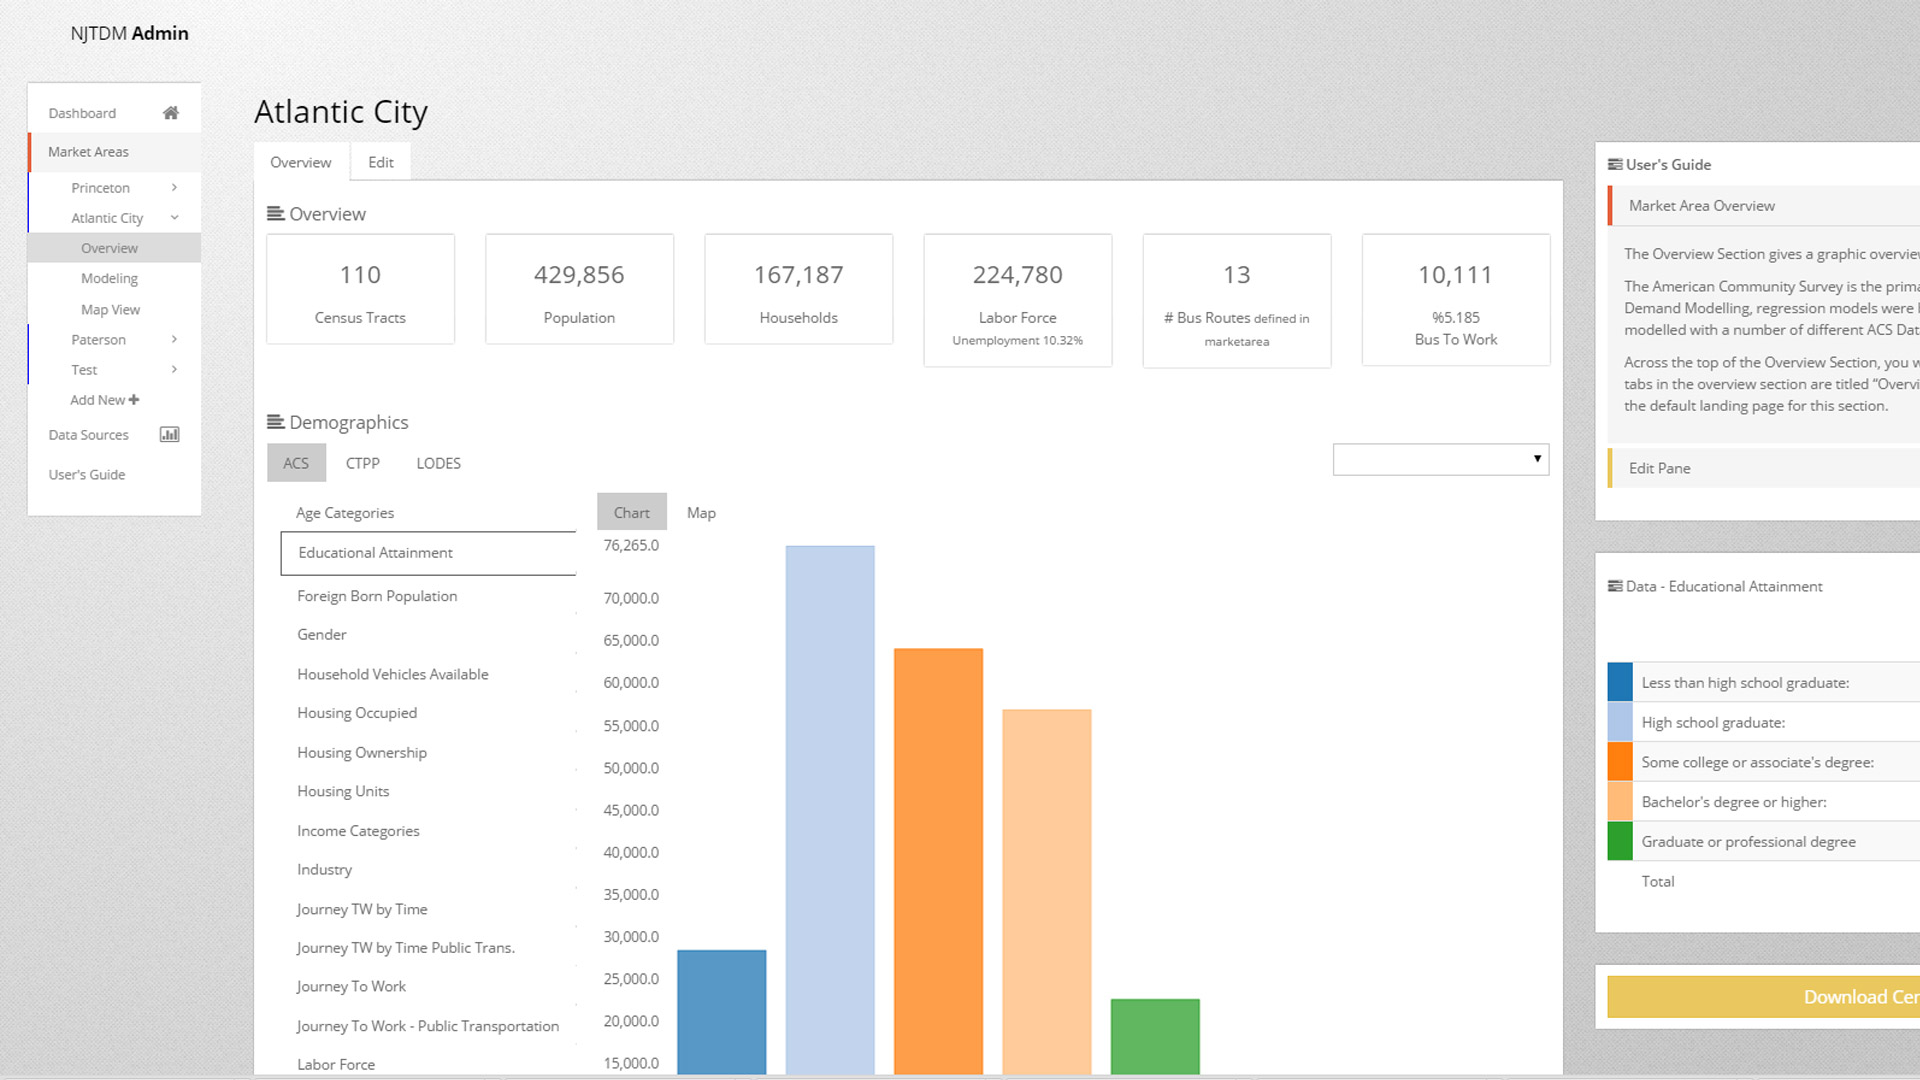 NJTDM Admin
Dashboard
Market Areas
Princeton
Atlantic City
Overview
Modeling
Map View
Paterson
Test
Add New
Data Sources
User's Guide
Atlantic City
Overview
Edit
Overview
110
Census Tracts
429,856
Population
167,187
Households
224,780
Labor Force
Unemployment 10.32%
13
# Bus Routes defined in
marketarea
10,111
%5.185
Bus To Work
Demographics
ACS
CTPP
LODES
Age Categories
Educational Attainment
Foreign Born Population
Gender
Household Vehicles Available
Housing Occupied
Housing Ownership
Housing Units
Income Categories
Industry
Journey TW by Time
Journey TW by Time Public Trans.
Journey To Work
Journey To Work - Public Transportation
Labor Force
Chart
Map
76,265.0
70,000.0
65,000.0
60,000.0
55,000.0
50,000.0
45,000.0
40,000.0
35,000.0
30,000.0
25,000.0
20,000.0
15,000.0
User's Guide
Market Area Overview
The Overview Section gives a graphic overvie
The American Community Survey is the prima
Demand Modelling, regression models were
modelled with a number of different ACS Dat
Across the top of the Overview Section, you w
tabs in the overview section are titled “Overvi
the default landing page for this section.
Edit Pane
Data - Educational Attainment
Less than high school graduate:
High school graduate:
Some college or associate's degree:
Bachelor's degree or higher:
Graduate or professional degree
Total
Download Cen